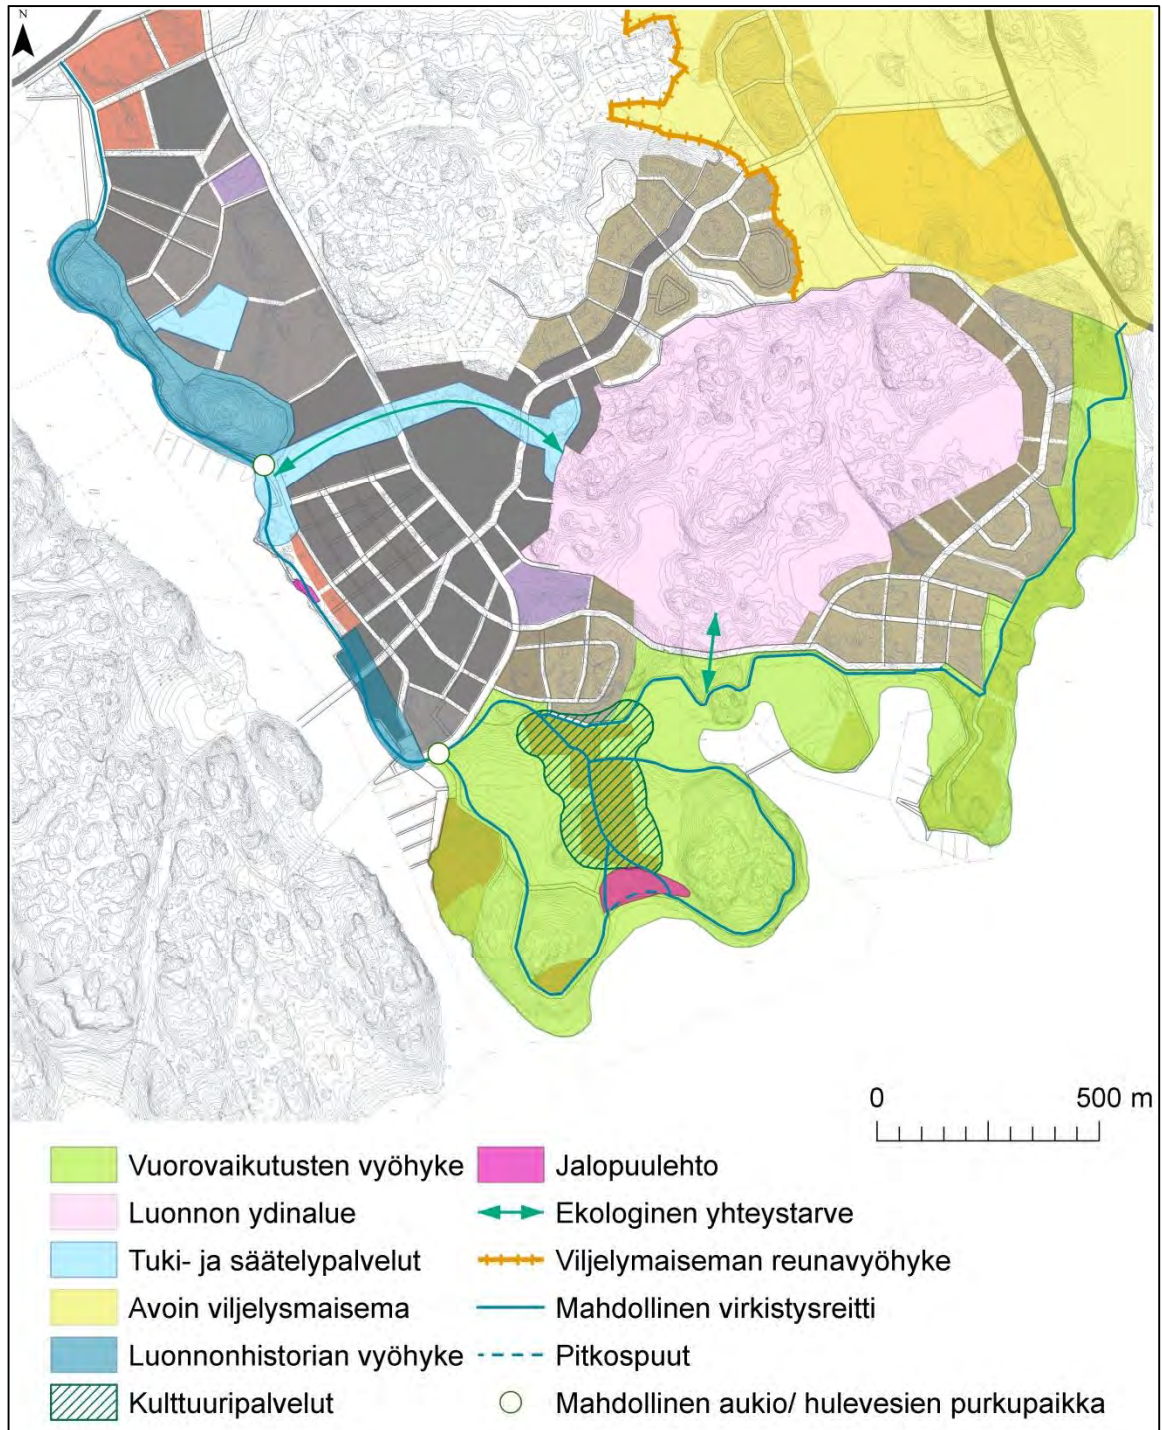 N
0 500 m
Vuorovaikutusten vyöhyke
Luonnon ydinalue
Tuki- ja säätelypalvelut
Avoin viljelysmaisema
Luonnonhistorian vyöhyke
Kulttuuripalvelut
Jalopuulehto
Ekologinen yhteystarve
Viljelymaiseman reunavyöhyke
Mahdollinen virkistysreitti
Pitkospuut
Mahdollinen aukio/ hulevesien purkupaikka